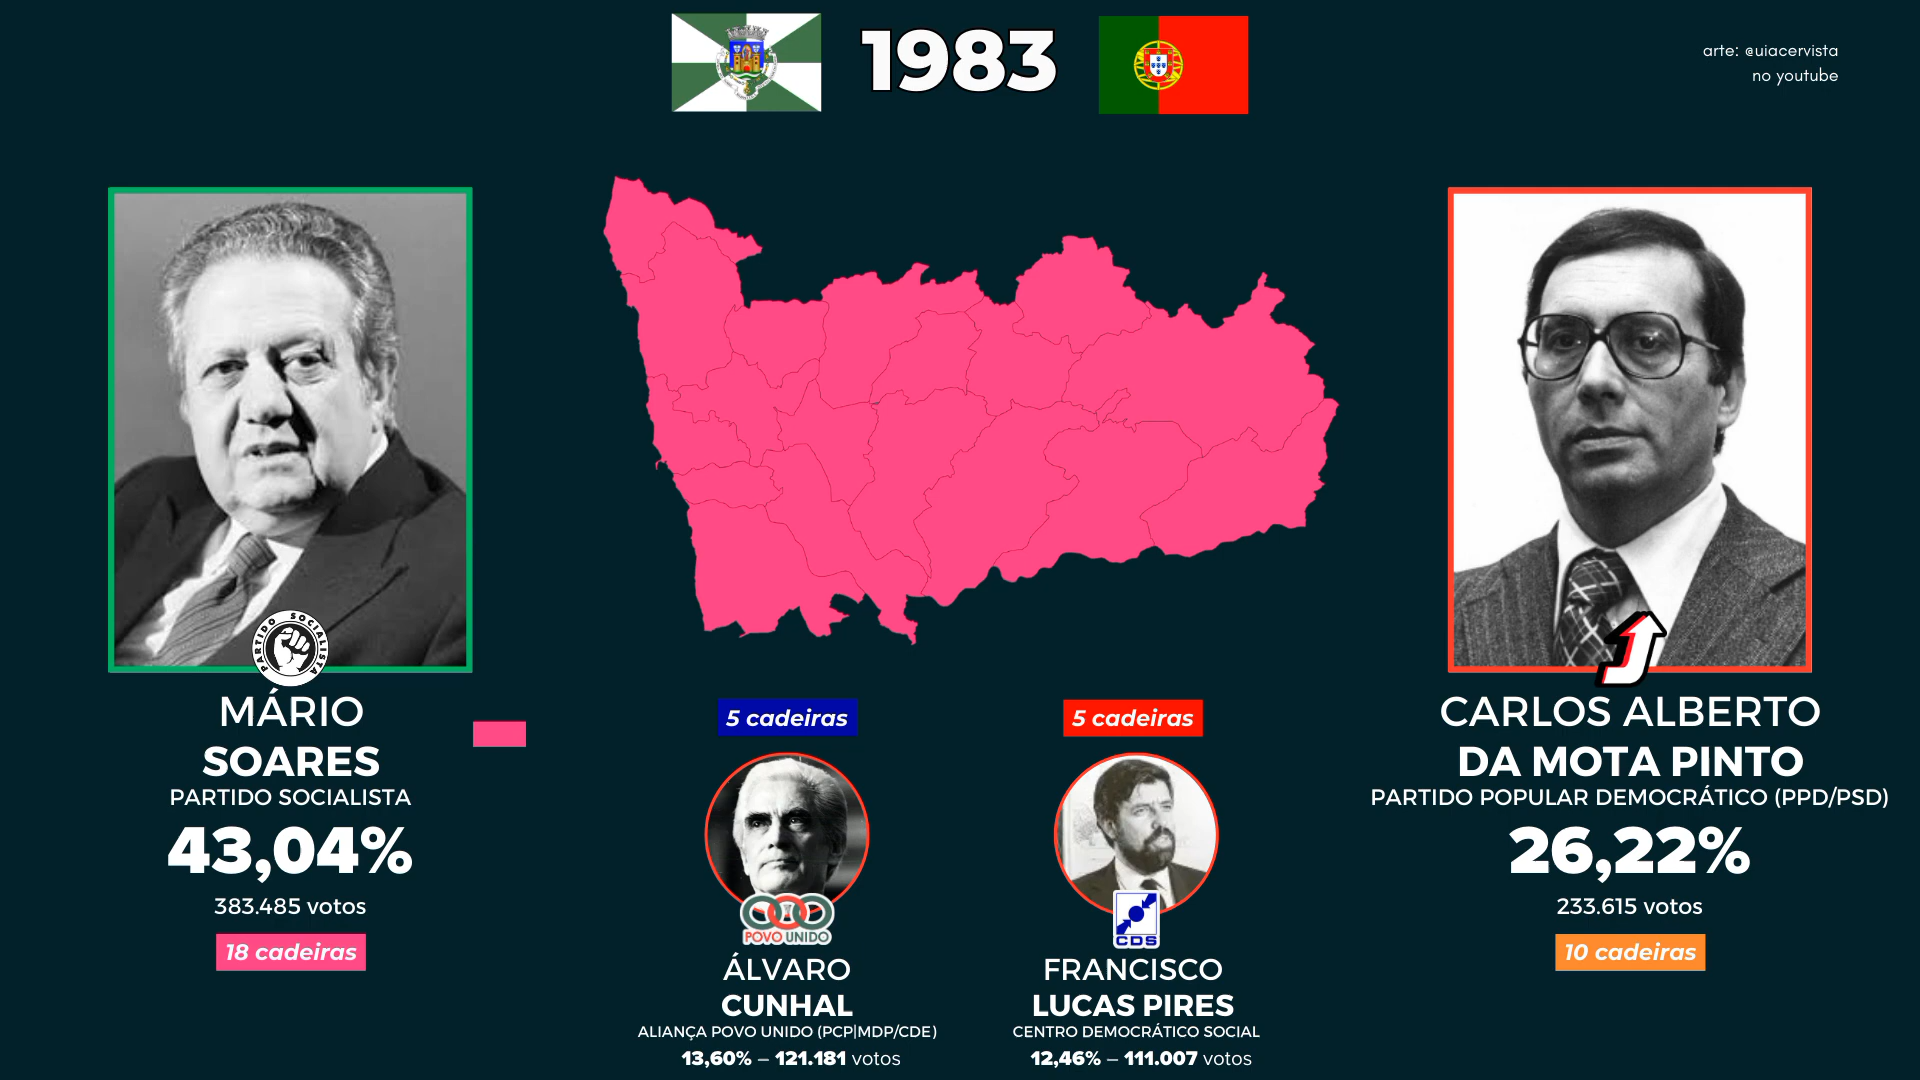 1983
arte: @uiacervista
no youtube
PARTIDO SOCIALISTA
MÁRIO
SOARES
PARTIDO SOCIALISTA
43,04%
383.485 votos
18 cadeiras
5 cadeiras
POVO UNIDO
ÁLVARO
CUNHAL
ALIANÇA POVO UNIDO (PCP|MDP/CDE)
13,60% – 121.181 votos
5 cadeiras
CDS
FRANCISCO
LUCAS PIRES
CENTRO DEMOCRÁTICO SOCIAL
12,46% – 111.007 votos
CARLOS ALBERTO
DA MOTA PINTO
PARTIDO POPULAR DEMOCRÁTICO (PPD/PSD)
26,22%
233.615 votos
10 cadeiras